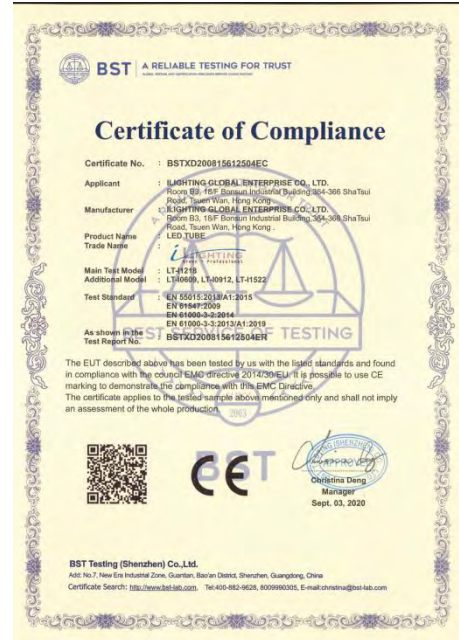 BST A RELIABLE TESTING FOR TRUST
Certificate of Compliance
Certificate No. : BSTXD200815612504EC
Applicant : ILIGHTING GLOBAL ENTERPRISE CO., LTD.
Room B3, 16/F Bonsun Industrial Building,364-366 ShaTsui
Road, Tsuen Wan, Hong Kong .
Manufacturer : ILIGHTING GLOBAL ENTERPRISE CO., LTD.
Room B3, 16/F Bonsun Industrial Building,364-366 ShaTsui
Road, Tsuen Wan, Hong Kong .
Product Name : LED TUBE
Trade Name :
iLIGHTING
Main Test Model : LT-I1218
Additional Model : LT-I0609, LT-I0912, LT-I1522
Test Standard : EN 55015:2013/A1:2015
EN 61547:2009
EN 61000-3-2:2014
EN 61000-3-3:2013/A1:2019
As shown in the
Test Report No. : BSTXD200815612504ER
The EUT described above has been tested by us with the listed standards and found
in compliance with the council EMC directive 2014/30/EU. It is possible to use CE
marking to demonstrate the compliance with this EMC Directive.
The certificate applies to the tested sample above mentioned only and shall not imply
an assessment of the whole production.
2003
BST
CE
APPROVED
Christina Deng
Manager
Sept. 03, 2020
BST Testing (Shenzhen) Co.,Ltd.
Add: No.7, New Era Industrial Zone, Guantian, Bao'an District, Shenzhen, Guangdong, China
Certificate Search: http://www.bst-lab.com, Tel:400-882-9628, 8009990305, E-mail:christina@bst-lab.com